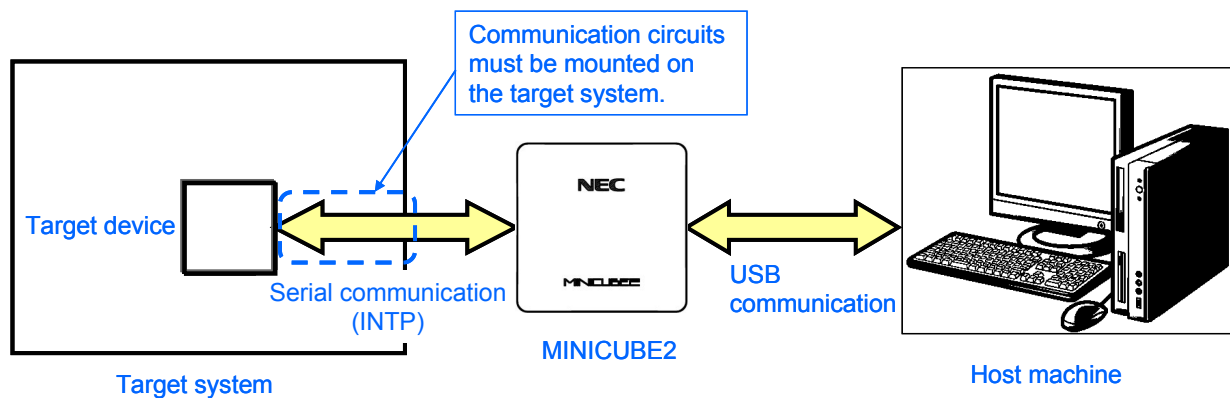 Communication circuits
must be mounted on
the target system.
NEC
Target device
MINICUBE2
Serial communication
(INTP)
USB
communication
MINICUBE2
Target system
Host machine